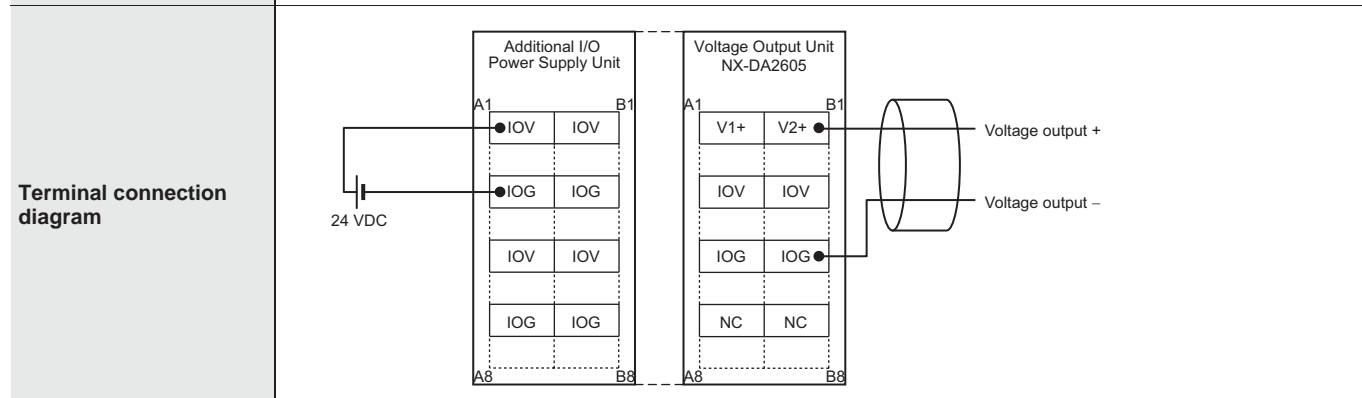 Terminal connection
diagram
Additional I/O
Power Supply Unit
A1 B1
IOV IOV
IOG IOG
IOV IOV
IOG IOG
A8 B8
24 VDC
Voltage Output Unit
NX-DA2605
A1 B1
V1+ V2+
IOV IOV
IOG IOG
NC NC
A8 B8
Voltage output +
Voltage output −